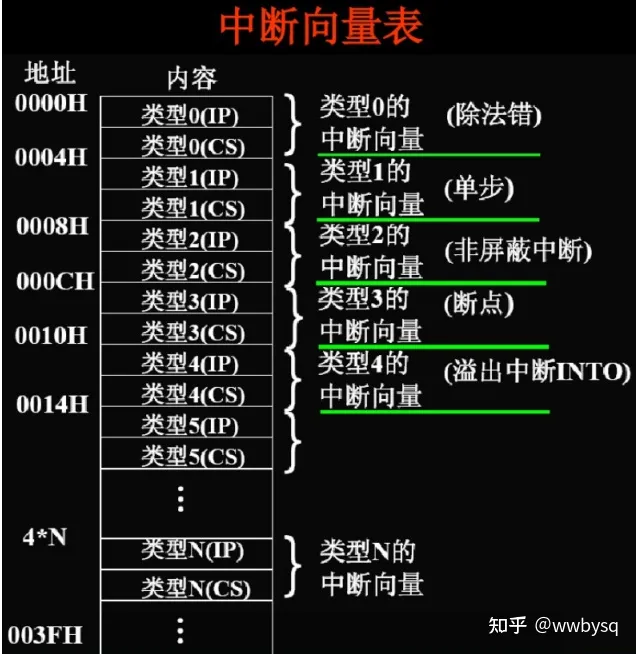 中断向量表
地址 内容
0000H 类型0(IP) 类型0的 (除法错)
类型0(CS) 中断向量
0004H 类型1(IP) 类型1的 (单步)
类型1(CS) 中断向量
0008H 类型2(IP) 类型2的 (非屏蔽中断)
类型2(CS) 中断向量
000CH 类型3(IP) 类型3的 (断点)
类型3(CS) 中断向量
0010H 类型4(IP) 类型4的 (溢出中断INTO)
类型4(CS) 中断向量
0014H 类型5(IP)
类型5(CS)
⋮
4*N 类型N(IP) 类型N的
类型N(CS) 中断向量
003FH ⋮
知乎 @wwbysq